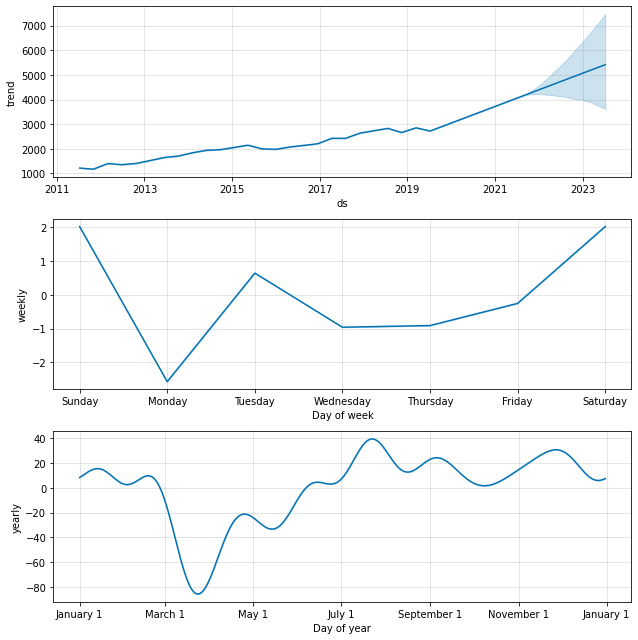 7000
6000
5000
4000
3000
2000
1000
trend
2011 2013 2015 2017 2019 2021 2023
ds
2
1
0
−1
−2
weekly
Sunday Monday Tuesday Wednesday Thursday Friday Saturday
Day of week
40
20
0
−20
−40
−60
−80
yearly
January 1 March 1 May 1 July 1 September 1 November 1 January 1
Day of year